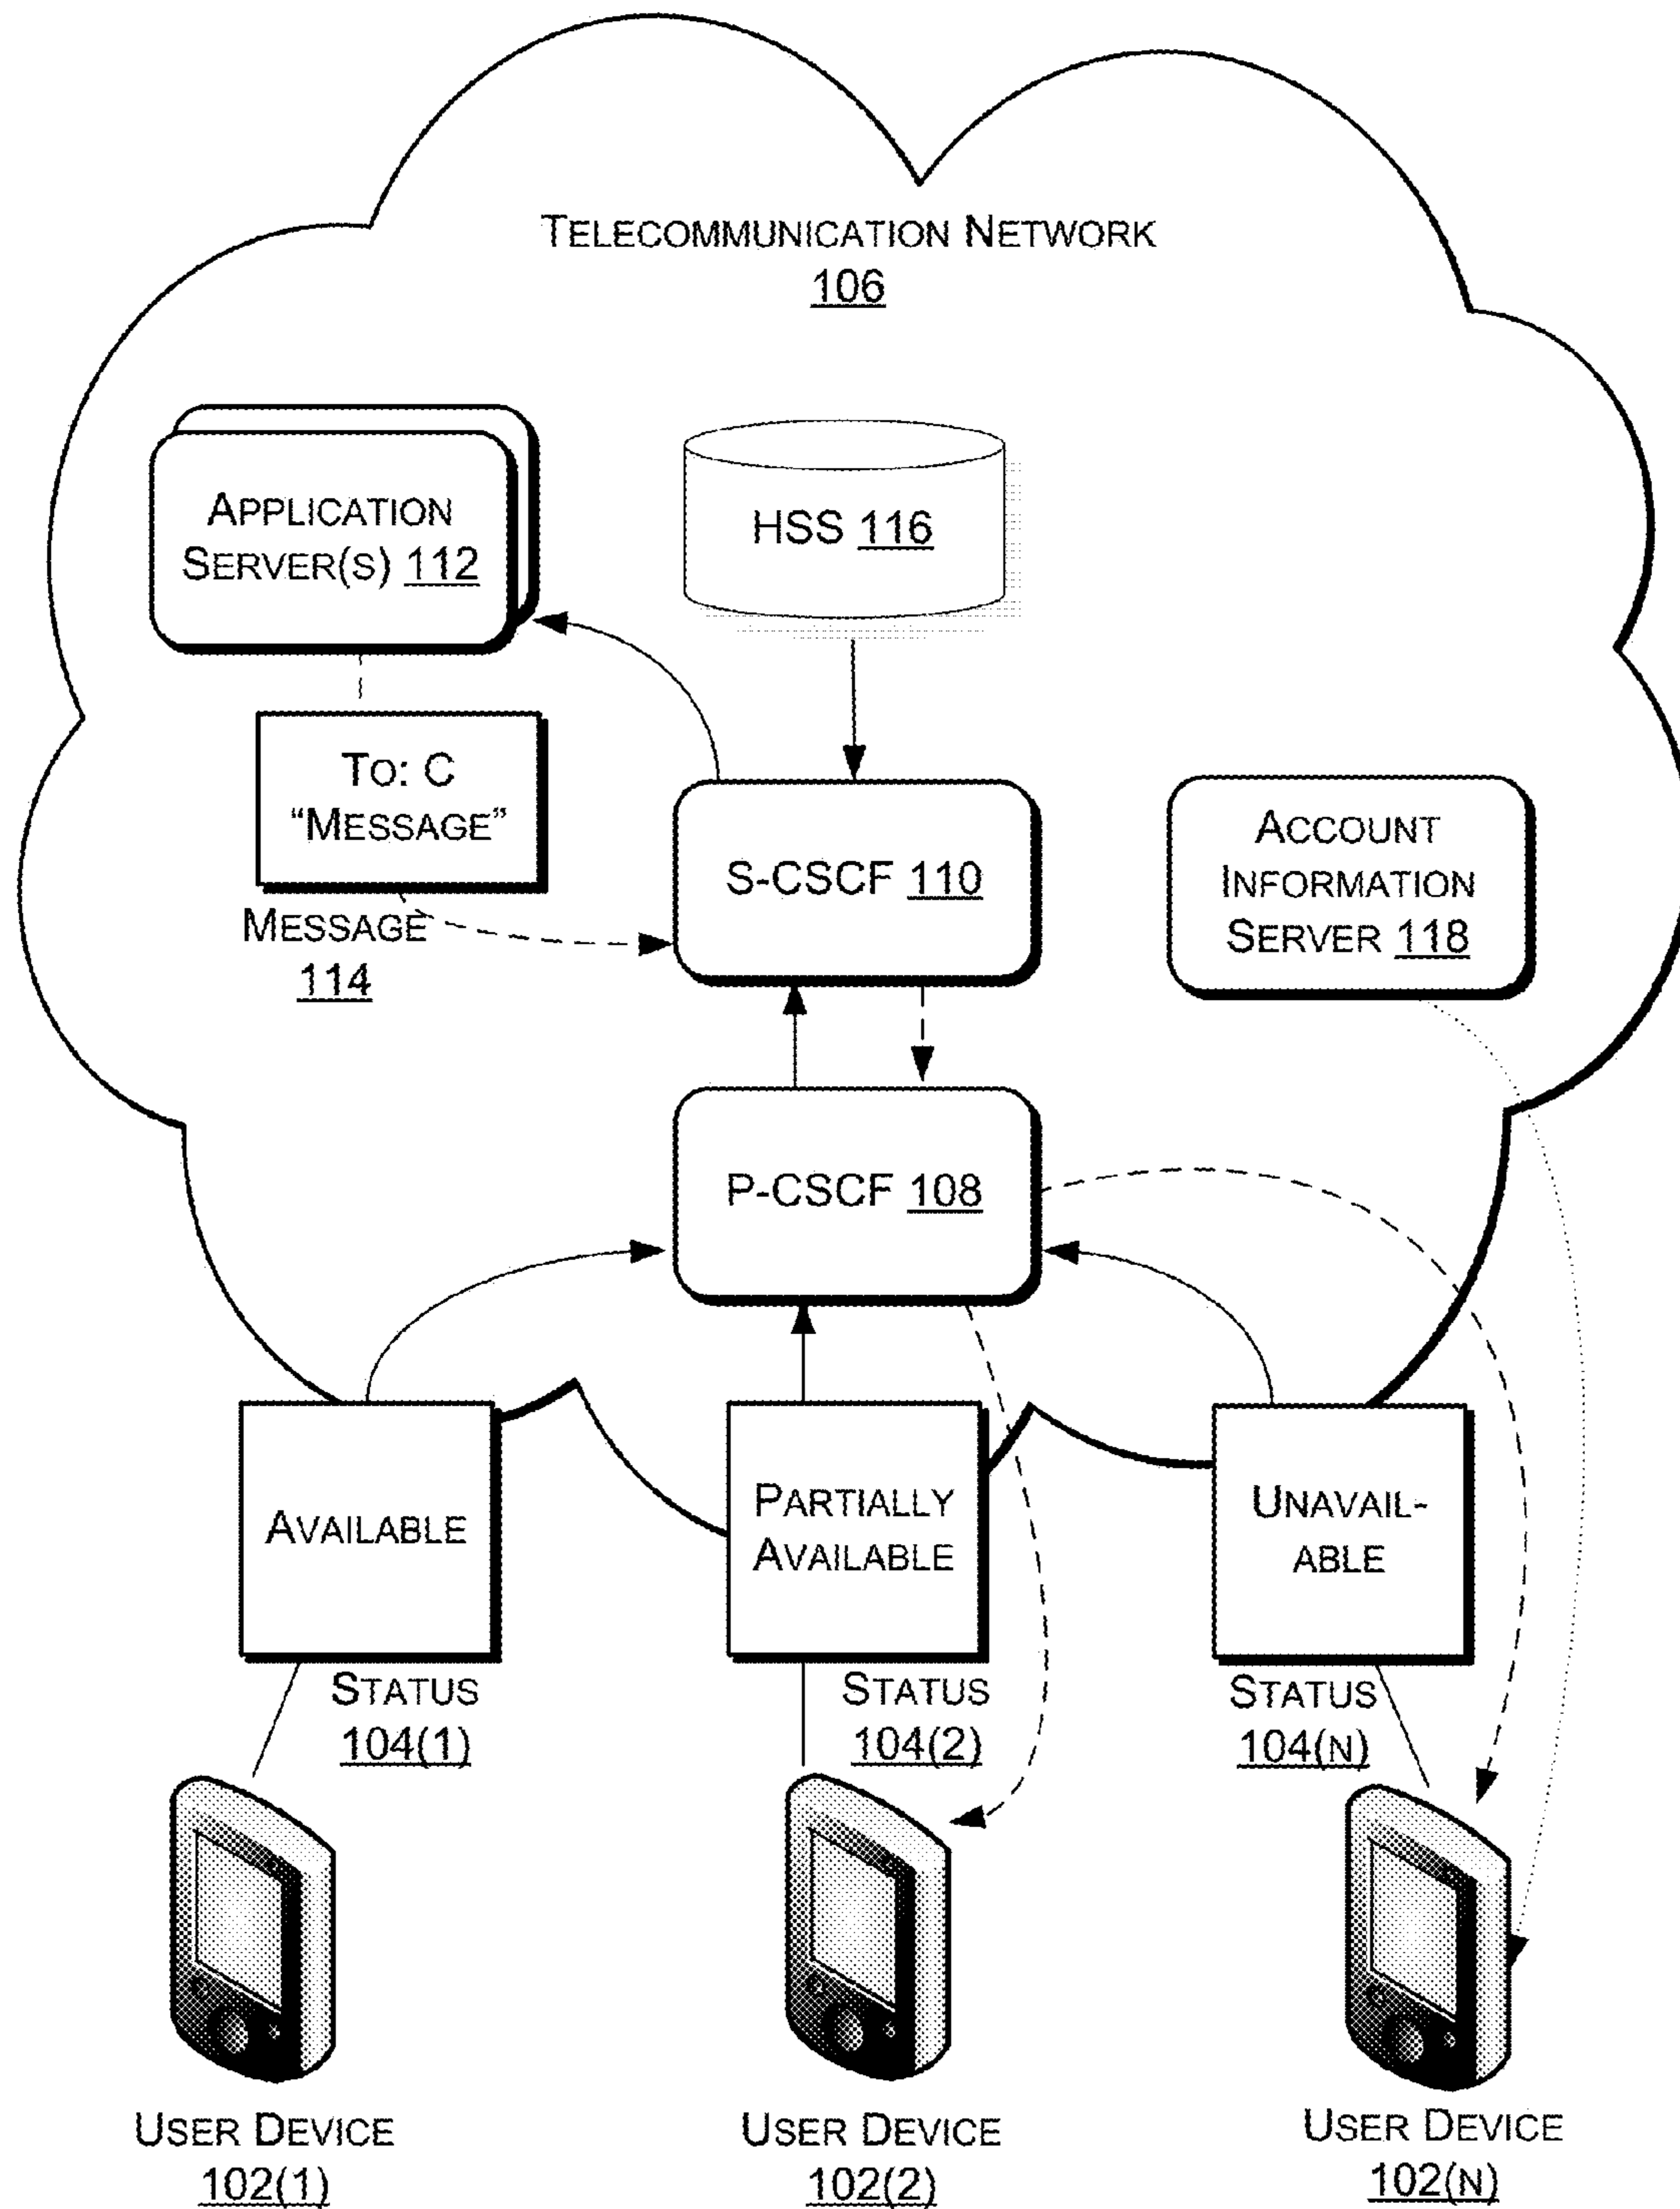 TELECOMMUNICATION NETWORK
106
APPLICATION
SERVER(S) 112
HSS 116
TO: C
"MESSAGE"
MESSAGE
114
S-CSCF 110
ACCOUNT
INFORMATION
SERVER 118
P-CSCF 108
AVAILABLE
PARTIALLY
AVAILABLE
UNAVAIL-
ABLE
STATUS
104(1)
STATUS
104(2)
STATUS
104(N)
USER DEVICE
102(1)
USER DEVICE
102(2)
USER DEVICE
102(N)